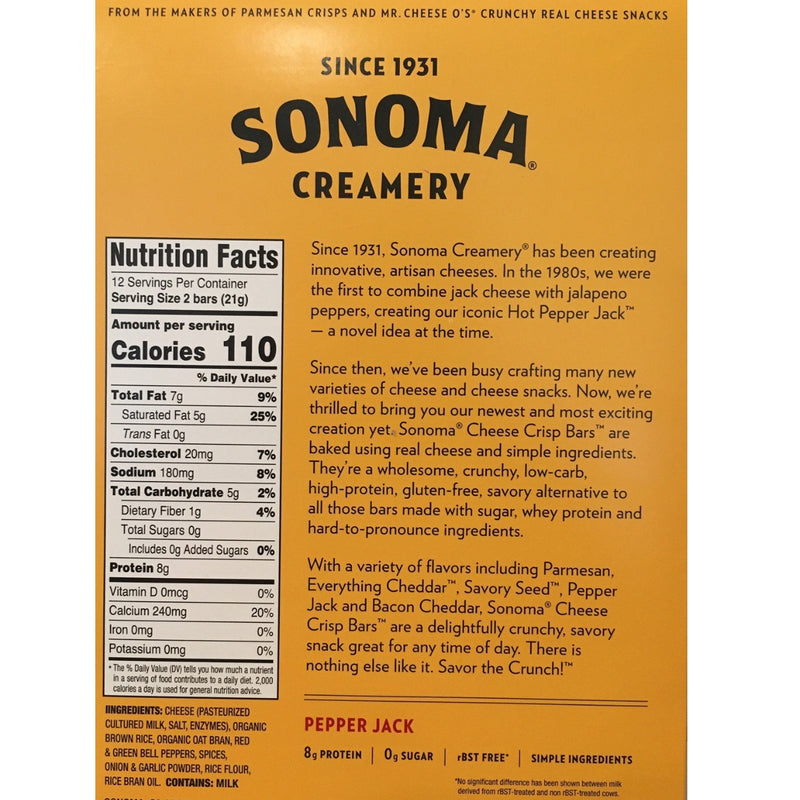 FROM THE MAKERS OF PARMESAN CRISPS AND MR. CHEESE O'S® CRUNCHY REAL CHEESE SNACKS
SINCE 1931
SONOMA®
CREAMERY
Nutrition Facts
12 Servings Per Container
Serving Size 2 bars (21g)
Amount per serving
Calories 110
% Daily Value*
Total Fat 7g 9%
Saturated Fat 5g 25%
Trans Fat 0g
Cholesterol 20mg 7%
Sodium 180mg 8%
Total Carbohydrate 5g 2%
Dietary Fiber 1g 4%
Total Sugars 0g
Includes 0g Added Sugars 0%
Protein 8g
Vitamin D 0mcg 0%
Calcium 240mg 20%
Iron 0mg 0%
Potassium 0mg 0%
* The % Daily Value (DV) tells you how much a nutrient
in a serving of food contributes to a daily diet. 2,000
calories a day is used for general nutrition advice.
IINGREDIENTS: CHEESE (PASTEURIZED
CULTURED MILK, SALT, ENZYMES), ORGANIC
BROWN RICE, ORGANIC OAT BRAN, RED
& GREEN BELL PEPPERS, SPICES,
ONION & GARLIC POWDER, RICE FLOUR,
RICE BRAN OIL. CONTAINS: MILK
Since 1931, Sonoma Creamery® has been creating
innovative, artisan cheeses. In the 1980s, we were
the first to combine jack cheese with jalapeno
peppers, creating our iconic Hot Pepper Jack™
— a novel idea at the time.
Since then, we've been busy crafting many new
varieties of cheese and cheese snacks. Now, we're
thrilled to bring you our newest and most exciting
creation yet. Sonoma® Cheese Crisp Bars™ are
baked using real cheese and simple ingredients.
They're a wholesome, crunchy, low-carb,
high-protein, gluten-free, savory alternative to
all those bars made with sugar, whey protein and
hard-to-pronounce ingredients.
With a variety of flavors including Parmesan,
Everything Cheddar™, Savory Seed™, Pepper
Jack and Bacon Cheddar, Sonoma® Cheese
Crisp Bars™ are a delightfully crunchy, savory
snack great for any time of day. There is
nothing else like it. Savor the Crunch!™
PEPPER JACK
8g PROTEIN | 0g SUGAR | rBST FREE* | SIMPLE INGREDIENTS
*No significant difference has been shown between milk
derived from rBST-treated and non rBST-treated cows.